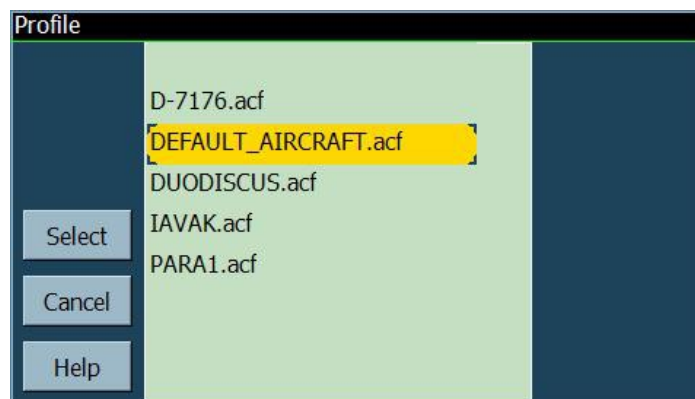 Profile
D-7176.acf
DEFAULT_AIRCRAFT.acf
DUODISCUS.acf
IAVAK.acf
PARA1.acf
Select
Cancel
Help